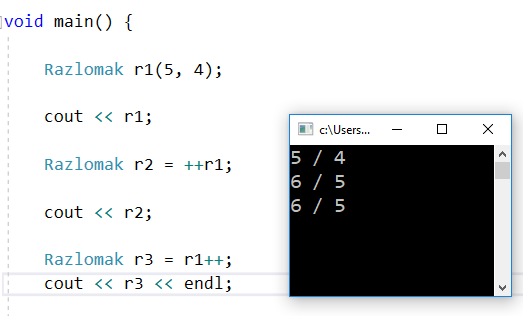 void main() {
Razlomak r1(5, 4);
cout << r1;
Razlomak r2 = ++r1;
cout << r2;
Razlomak r3 = r1++;
cout << r3 << endl;
c:\Users...
5 / 4
6 / 5
6 / 5